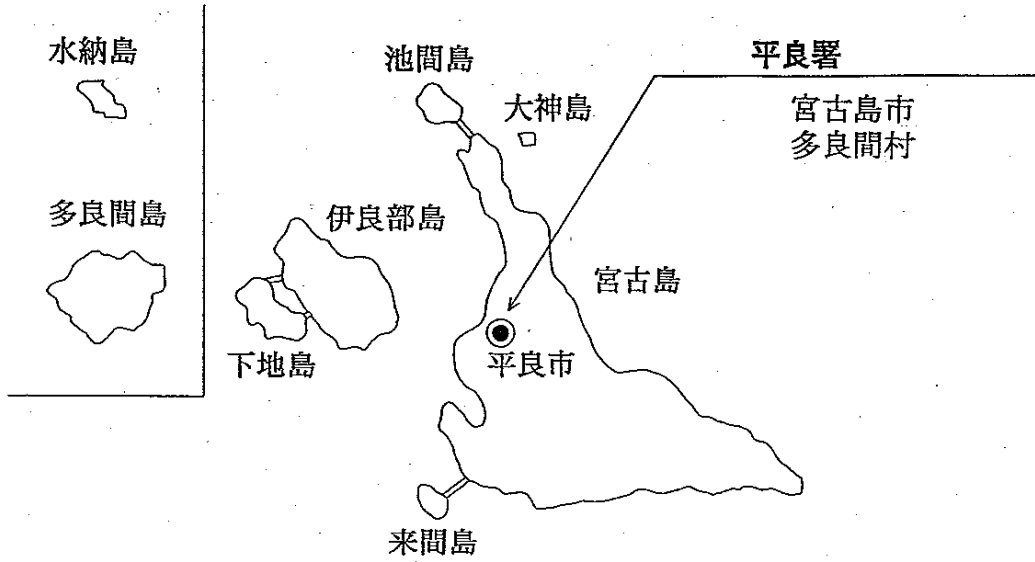 水納島
池間島
平良署
大神島
宮古島市
多良間村
多良間島
伊良部島
宮古島
下地島
平良市
来間島